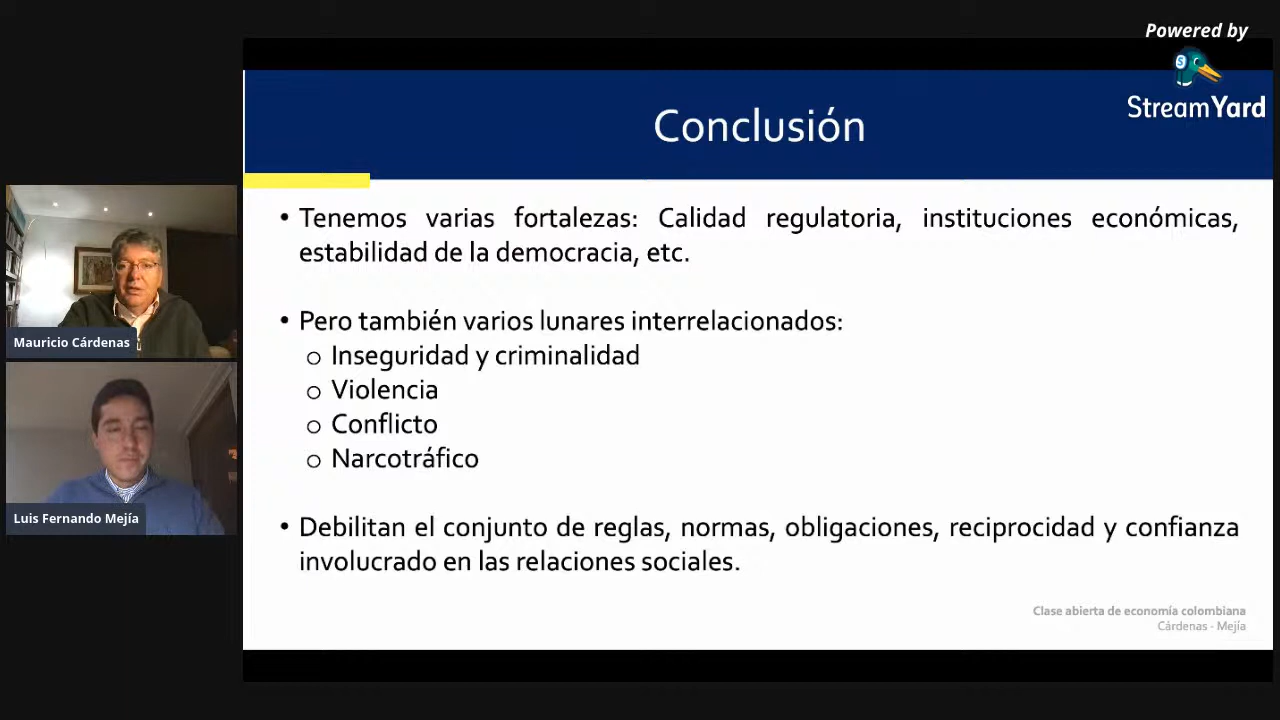 Powered by
StreamYard
Conclusión
• Tenemos varias fortalezas: Calidad regulatoria, instituciones económicas,
estabilidad de la democracia, etc.
• Pero también varios lunares interrelacionados:
o Inseguridad y criminalidad
o Violencia
o Conflicto
o Narcotráfico
• Debilitan el conjunto de reglas, normas, obligaciones, reciprocidad y confianza
involucrado en las relaciones sociales.
Clase abierta de economía colombiana
Cárdenas - Mejía
Mauricio Cárdenas
Luis Fernando Mejía